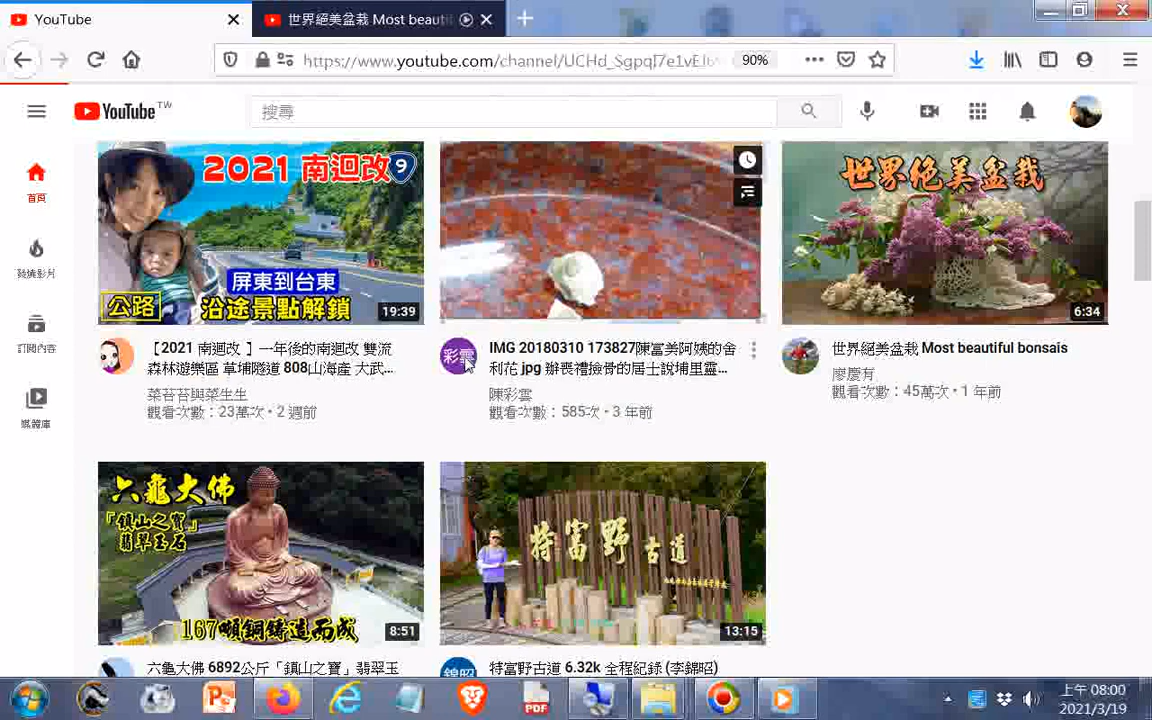 YouTube
世界絕美盆栽 Most beauti
https://www.youtube.com/channel/UCHd_SgpqI7e1vEJ
90%
YouTube TW
搜尋
首頁
發燒影片
訂閱內容
媒體庫
2021 南迴改 9
屏東到台東
公路 沿途景點解鎖
19:39
世界絕美盆栽
6:34
【2021 南迴改 】一年後的南迴改 雙流
森林遊樂區 草埔隧道 808山海產 大武...
菜苔苔與菜生生
觀看次數：23萬次 • 2 週前
彩雲
IMG 20180310 173827陳富美阿姨的舍
利花 jpg 辦喪禮撿骨的居士說埔里靈...
陳彩雲
觀看次數：585次 • 3 年前
世界絕美盆栽 Most beautiful bonsais
廖慶有
觀看次數：45萬次 • 1 年前
六龜大佛
「鎮山之寶」
翡翠玉石
167噸銅鑄造而成
8:51
特富野古道
13:15
六龜大佛 6892公斤「鎮山之寶」翡翠玉
錦昭
特富野古道 6.32k 全程紀錄 (李錦昭)
PDF
上午 08:00
2021/3/19